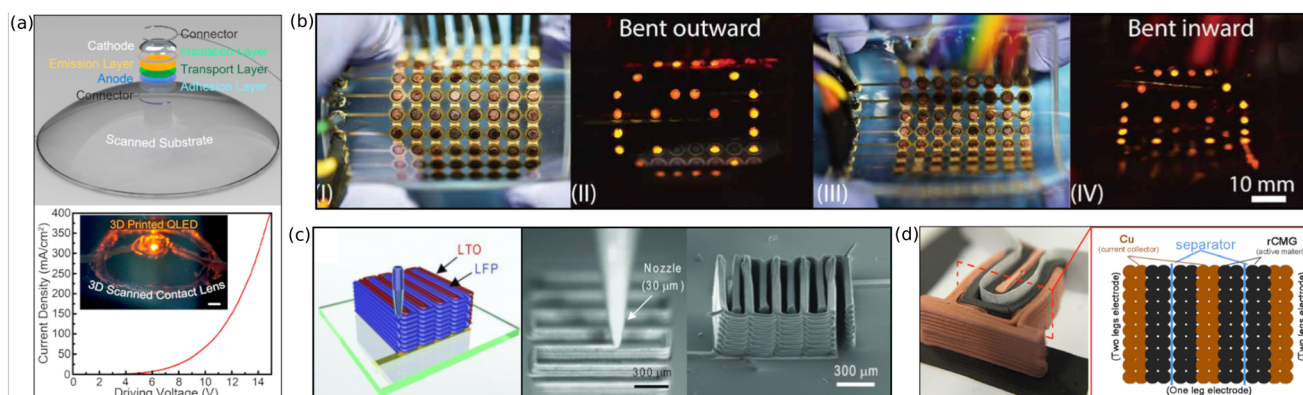 (a)
Connector
Cathode
Insulation Layer
Emission Layer
Transport Layer
Anode
Adhesion Layer
Connector
Scanned Substrate
400
350
300
250
200
150
100
50
0
Current Density (mA/cm²)
3D Printed QLED
3D Scanned Contact Lens
0 2 4 6 8 10 12 14
Driving Voltage (V)
(b)
(I)
Bent outward
(II)
(III)
Bent inward
(IV)
10 mm
(c)
LTO
LFP
Nozzle
(30 µm)
300 µm
300 µm
(d)
Cu
(current collector)
separator
rCMG
(active materi
(Two legs electrode)
(Two legs ele
(One leg electrode)